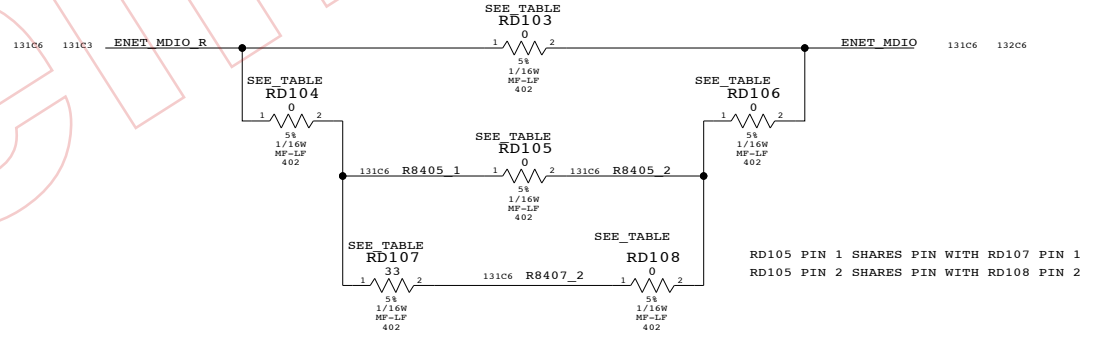 SEE_TABLE
RD103
0
131C6 131C3 ENET_MDIO_R
1 2
ENET_MDIO 131C6 132C6
5%
1/16W
MF-LF
402
SEE_TABLE
RD104
0
1 2
5%
1/16W
MF-LF
402
SEE_TABLE
RD106
0
1 2
5%
1/16W
MF-LF
402
SEE_TABLE
RD105
0
131C6 R8405_1
1 2
131C6 R8405_2
5%
1/16W
MF-LF
402
SEE_TABLE
RD107
33
1 2
5%
1/16W
MF-LF
402
131C6 R8407_2
SEE_TABLE
RD108
0
1 2
5%
1/16W
MF-LF
402
RD105 PIN 1 SHARES PIN WITH RD107 PIN 1
RD105 PIN 2 SHARES PIN WITH RD108 PIN 2